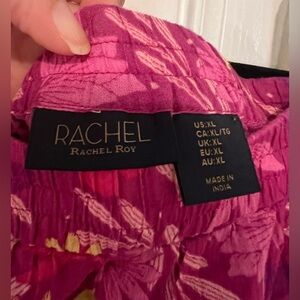 RACHEL
RACHEL ROY
US:XL
CA:XL/TG
UK:XL
EU:XL
AU:XL
MADE IN
INDIA